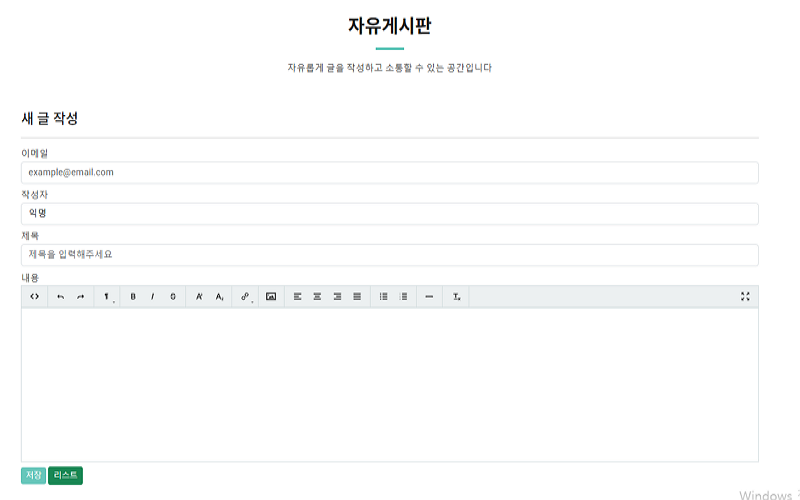 자유게시판
자유롭게 글을 작성하고 소통할 수 있는 공간입니다
새 글 작성
이메일
example@email.com
작성자
익명
제목
제목을 입력해주세요
내용
저장 리스트
Windows